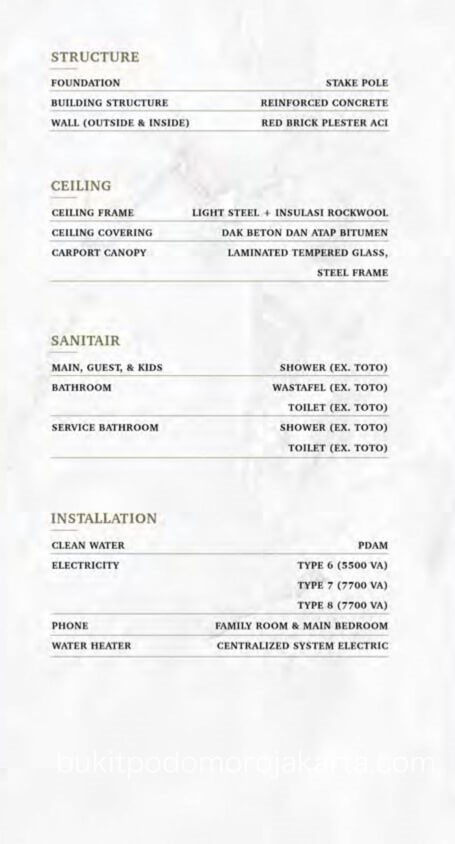 STRUCTURE
FOUNDATION STAKE POLE
BUILDING STRUCTURE REINFORCED CONCRETE
WALL (OUTSIDE & INSIDE) RED BRICK PLESTER ACI
CEILING
CEILING FRAME LIGHT STEEL + INSULASI ROCKWOOL
CEILING COVERING DAK BETON DAN ATAP BITUMEN
CARPORT CANOPY LAMINATED TEMPERED GLASS,
STEEL FRAME
SANITAIR
MAIN, GUEST, & KIDS SHOWER (EX. TOTO)
BATHROOM WASTAFEL (EX. TOTO)
TOILET (EX. TOTO)
SERVICE BATHROOM SHOWER (EX. TOTO)
TOILET (EX. TOTO)
INSTALLATION
CLEAN WATER PDAM
ELECTRICITY TYPE 6 (5500 VA)
TYPE 7 (7700 VA)
TYPE 8 (7700 VA)
PHONE FAMILY ROOM & MAIN BEDROOM
WATER HEATER CENTRALIZED SYSTEM ELECTRIC
bukitpodomorojakarta.com